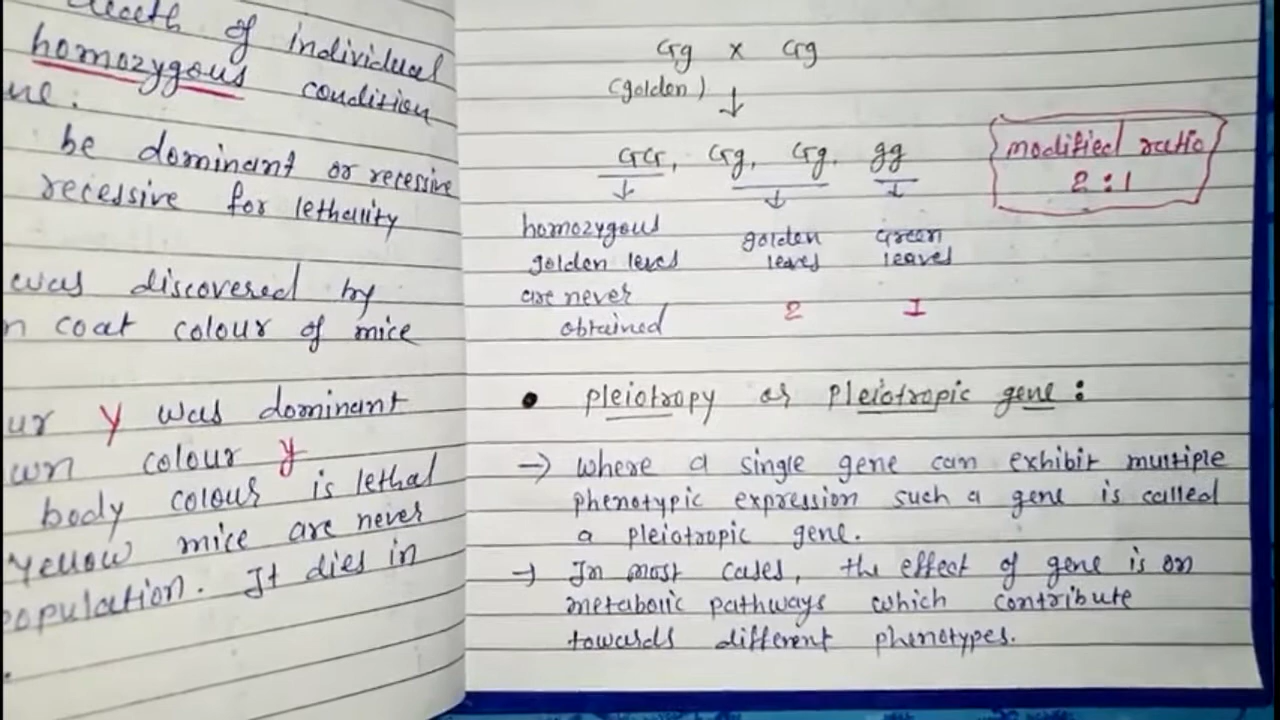 death of individual
homozygous condition
be dominant or recessive
recessive for lethality
was discovered by
coat colour of mice
Y was dominant
colour y
body colour is lethal
Yellow mice are never
population. It dies in
Gg x Gg
(golden)
GG, Gg, Gg, gg
modified ratio
2:1
homozygous golden leves Green
golden leves leves leaves
are never
obtained 2 1
• pleiotropy or pleiotropic gene :
→ where a single gene can exhibit multiple
phenotypic expression such a gene is called
a pleiotropic gene.
→ In most cases, the effect of gene is on
metabolic pathways which contribute
towards different phenotypes.